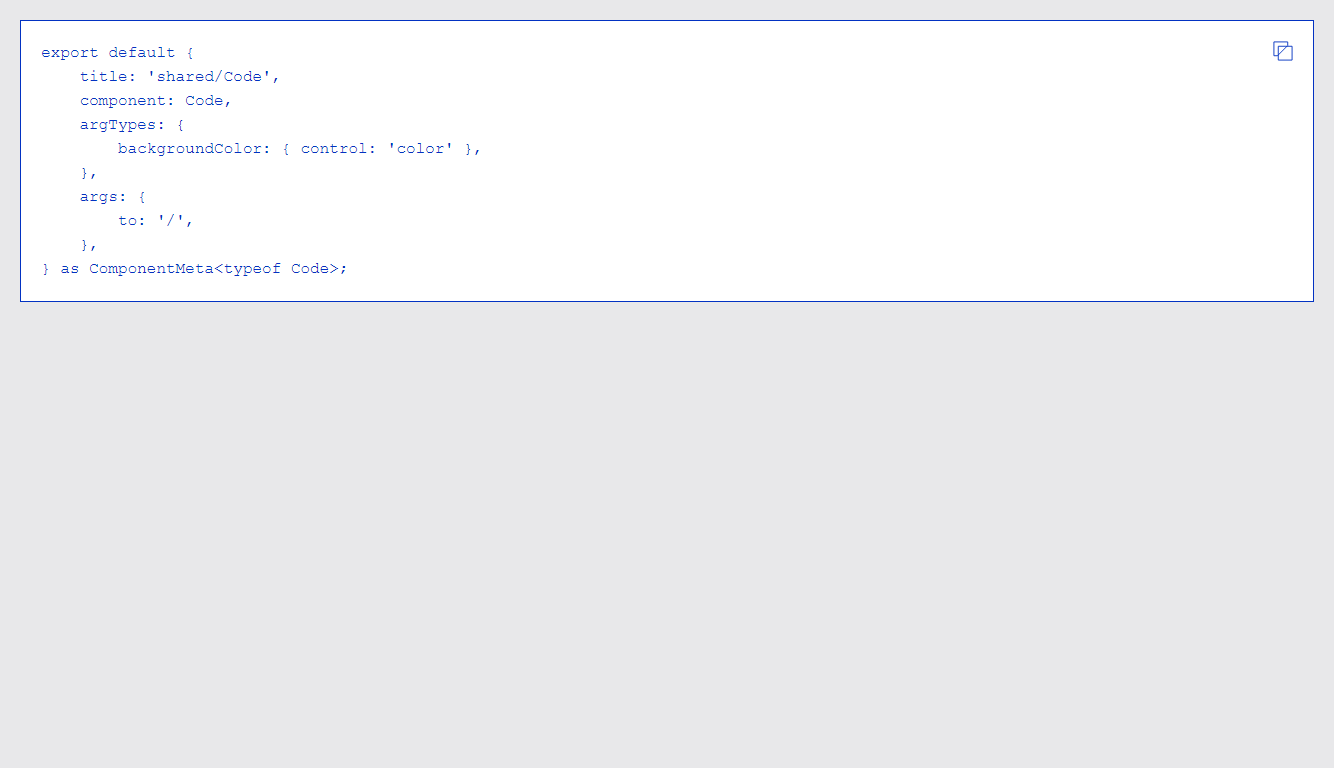 export default {
    title: 'shared/Code',
    component: Code,
    argTypes: {
        backgroundColor: { control: 'color' },
    },
    args: {
        to: '/',
    },
} as ComponentMeta<typeof Code>;